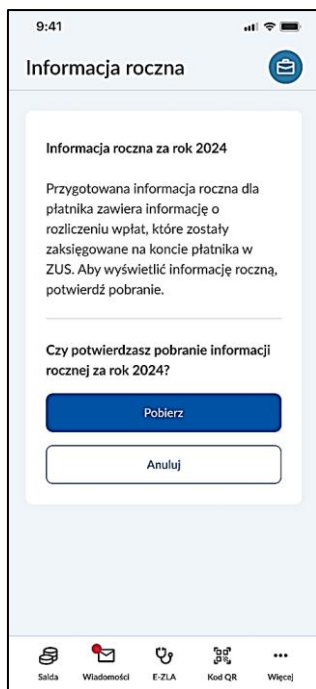 9:41
Informacja roczna
Informacja roczna za rok 2024
Przygotowana informacja roczna dla
płatnika zawiera informację o
rozliczeniu wpłat, które zostały
zaksięgowane na koncie płatnika w
ZUS. Aby wyświetlić informację roczną,
potwierdź pobranie.
Czy potwierdzasz pobranie informacji
rocznej za rok 2024?
Pobierz
Anuluj
Salda Wiadomości E-ZLA Kod QR Więcej